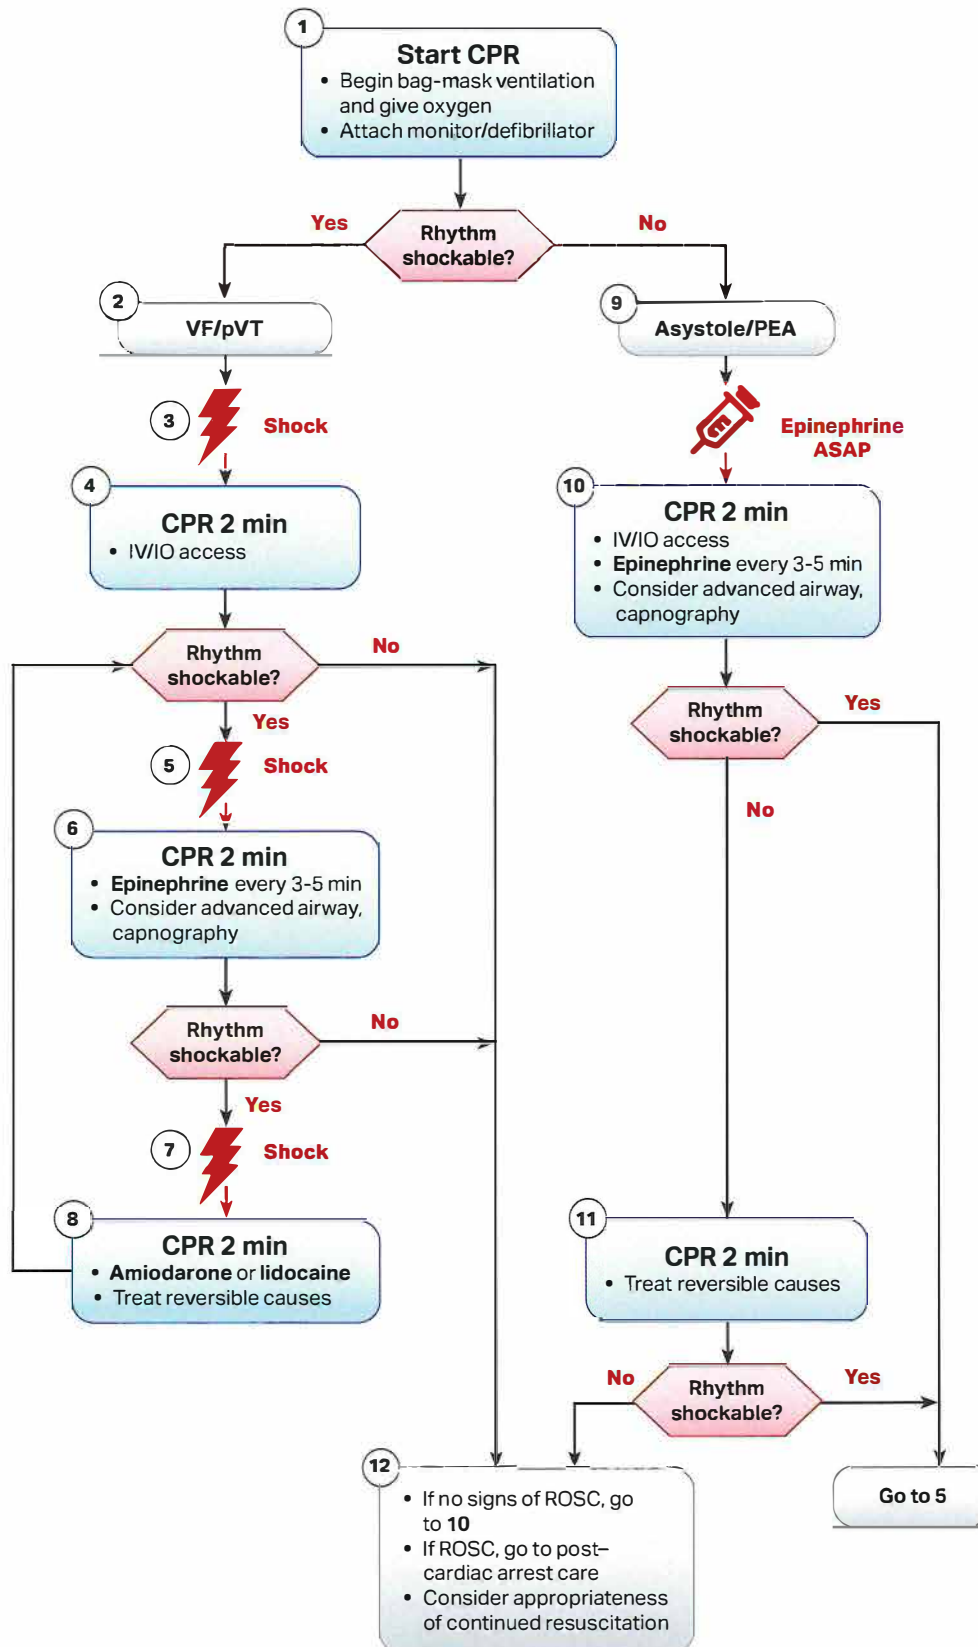 1
Start CPR
• Begin bag-mask ventilation
and give oxygen
• Attach monitor/defibrillator
Yes
Rhythm
shockable?
No
2
VF/pVT
9
Asystole/PEA
3
Shock
Epinephrine
ASAP
4
CPR 2 min
• IV/IO access
10
CPR 2 min
• IV/IO access
• Epinephrine every 3-5 min
• Consider advanced airway,
capnography
Rhythm
shockable?
No
Yes
Rhythm
shockable?
Yes
No
5
Shock
6
CPR 2 min
• Epinephrine every 3-5 min
• Consider advanced airway,
capnography
Rhythm
shockable?
No
Yes
7
Shock
8
CPR 2 min
• Amiodarone or lidocaine
• Treat reversible causes
11
CPR 2 min
• Treat reversible causes
No
Rhythm
shockable?
Yes
12
• If no signs of ROSC, go
to 10
• If ROSC, go to post–
cardiac arrest care
• Consider appropriateness
of continued resuscitation
Go to 5